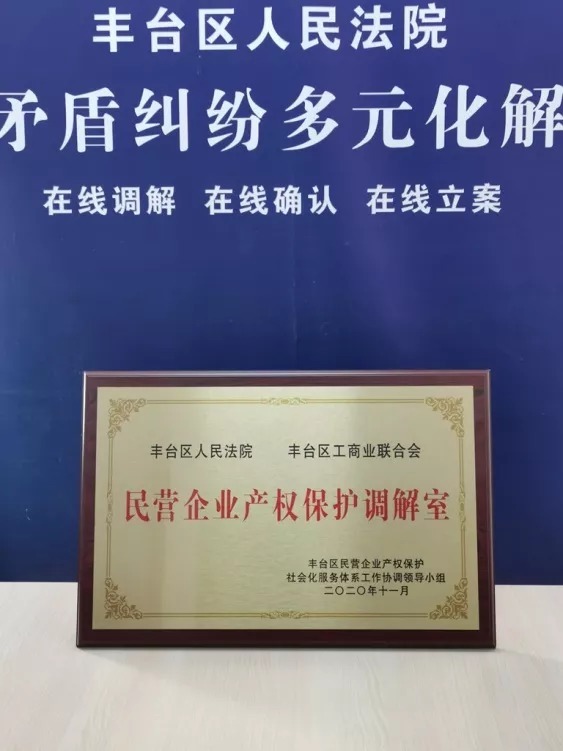 丰台区人民法院
矛盾纠纷多元化解
在线调解 在线确认 在线立案
丰台区人民法院 丰台区工商业联合会
民营企业产权保护调解室
丰台区民营企业产权保护
社会化服务体系工作协调领导小组
二〇二〇年十一月